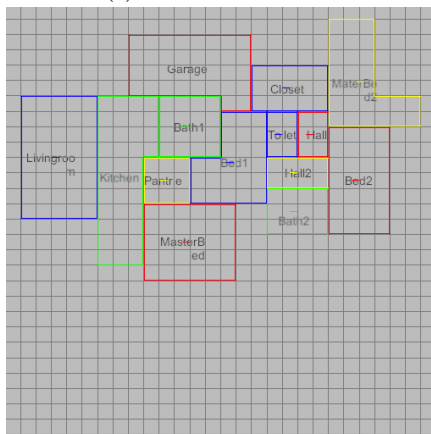 Garage
Closet
MaterBe
d2
Bath1
Toilet
Hall
Livingroo
m
Kitchen
Pantrie
Bed1
Hall2
Bed2
Bath2
MasterB
ed